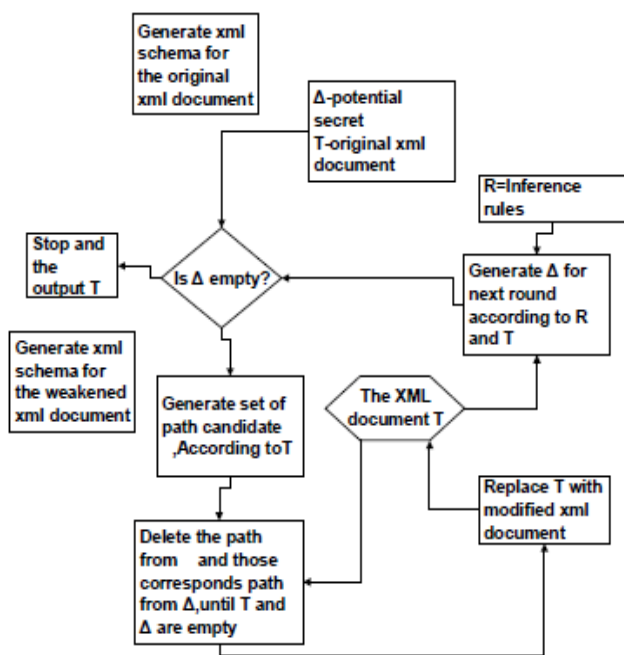 Generate xml
schema for
the original
xml document
Δ-potential
secret
T-original xml
document
R=Inference
rules
Stop and
the
output T
Is Δ empty?
Generate Δ for
next round
according to R
and T
Generate xml
schema for
the weakened
xml document
Generate set of
path candidate
,According toT
The XML
document T
Replace T with
modified xml
document
Delete the path
from and those
corresponds path
from Δ,until T and
Δ are empty